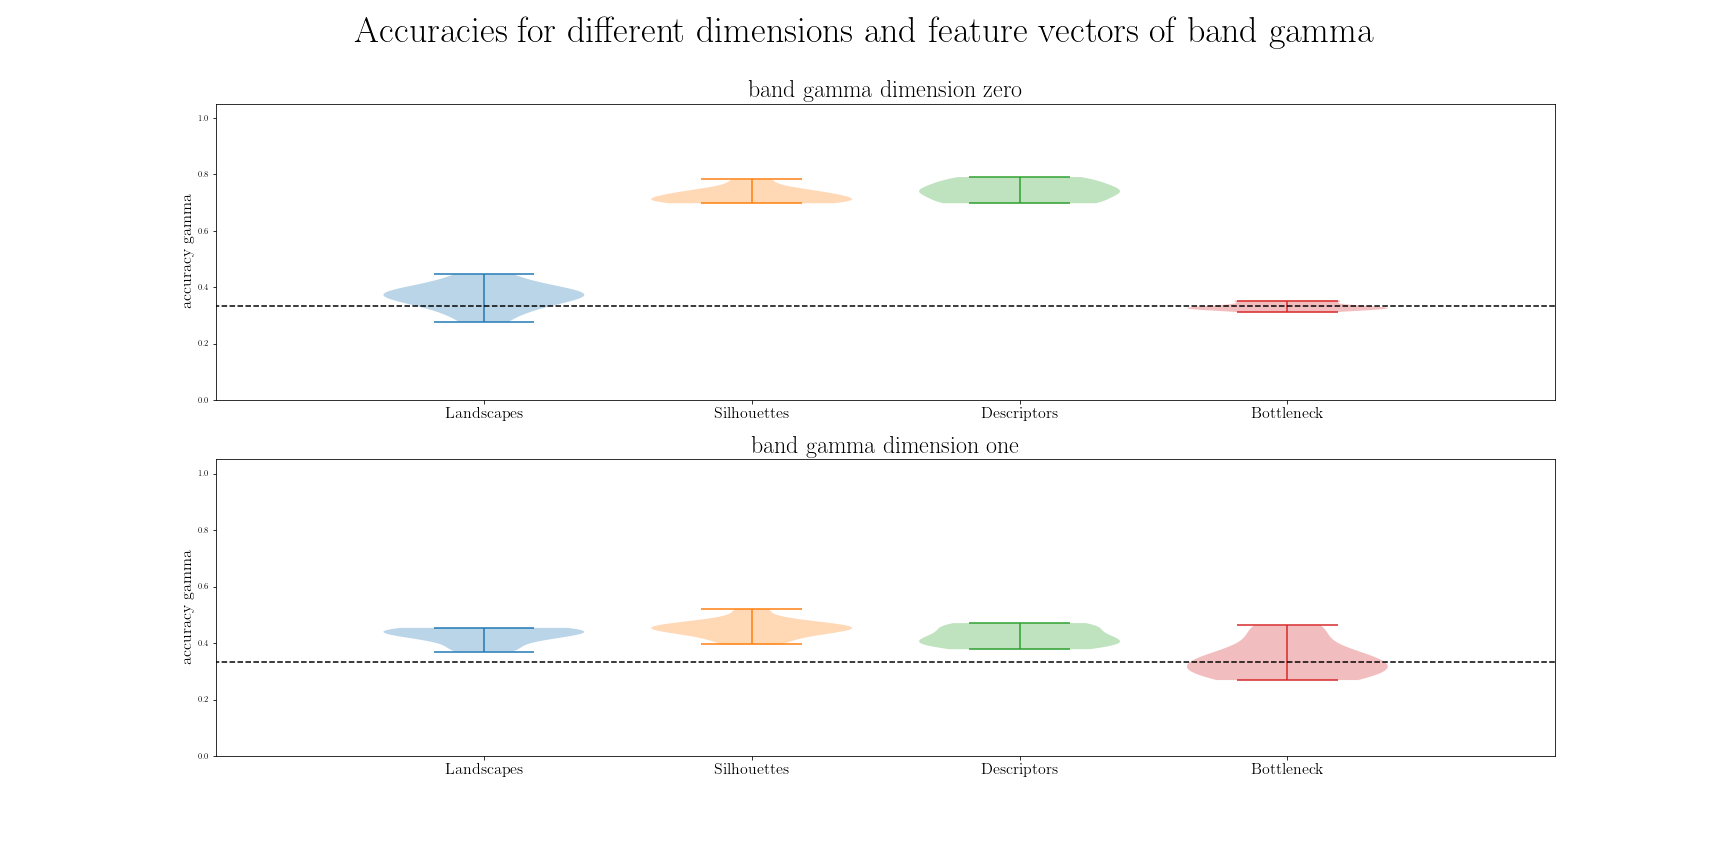 Accuracies for different dimensions and feature vectors of band gamma
band gamma dimension zero
accuracy gamma
1.0
0.8
0.6
0.4
0.2
0.0
Landscapes Silhouettes Descriptors Bottleneck
band gamma dimension one
accuracy gamma
1.0
0.8
0.6
0.4
0.2
0.0
Landscapes Silhouettes Descriptors Bottleneck